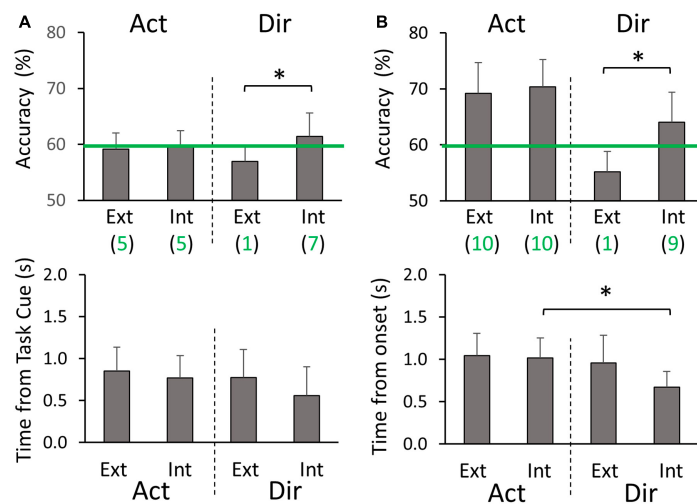 A
Act
Dir
Accuracy (%)
80
70
60
50
*
Ext
Int
Ext
Int
(5)
(5)
(1)
(7)
B
Act
Dir
Accuracy (%)
80
70
60
50
*
Ext
Int
Ext
Int
(10)
(10)
(1)
(9)
Time from Task Cue (s)
2.0
1.5
1.0
0.5
0.0
Ext
Int
Ext
Int
Act
Dir
Time from onset (s)
2.0
1.5
1.0
0.5
0.0
*
Ext
Int
Ext
Int
Act
Dir